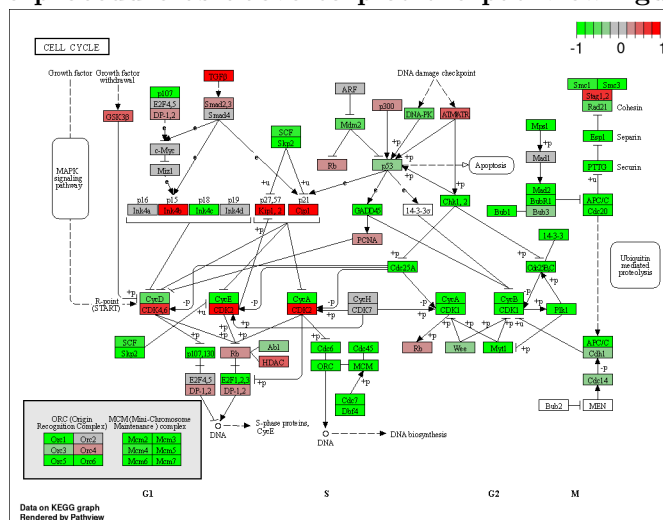 CELL CYCLE
-1 0 1
Growth factor
Growth factor
withdrawal
DNA damage checkpoint
GSK3β
p107
E2F4,5
DP-1,2
TGFβ
Smad2,3
Smad4
ARF
Mdm2
p300
DNA-PK
ATM/ATR
Smc1 Smc3
Stag1,2
Rad21
Cohesin
SCF
Skp2
c-Myc
Miz1
Rb
p53
Apoptosis
Mps1
Mad1
Esp1
Separin
PTTG
Securin
MAPK
signaling
pathway
p16 p15 p18 p19 p27,57 p21
Ink4a Ink4b Ink4c Ink4d Kip1, 2 Cip1
GADD45
14-3-3σ
Chk1, 2
Mad2
BubR1
Bub1
Bub3
APC/C
Cdc20
PCNA
14-3-3
Cdc25A
Cdc25B,C
Ubiquitin
mediated
proteolysis
R-point
(START)
CycD
CDK4,6
CycE
CDK2
CycA
CDK2
CycH
CDK7
CycA
CDK1
CycB
CDK1
Plk1
SCF
Skp2
p107,130
Rb
Abl
HDAC
Cdc6 Cdc45
ORC MCM
Rb
Wee
Myt1
APC/C
Cdh1
Cdc14
E2F4,5
DP-1,2
E2F1,2,3
DP-1,2
Cdc7
Dbf4
Bub2
MEN
DNA
S-phase proteins,
CycE
DNA
DNA biosynthesis
ORC (Origin
Recognition Complex)
MCM (Mini-Chromosome
Maintenance) complex
Orc1 Orc2 Mcm2 Mcm3
Orc3 Orc4 Mcm4 Mcm5
Orc5 Orc6 Mcm6 Mcm7
G1 S G2 M
Data on KEGG graph
Rendered by Pathview